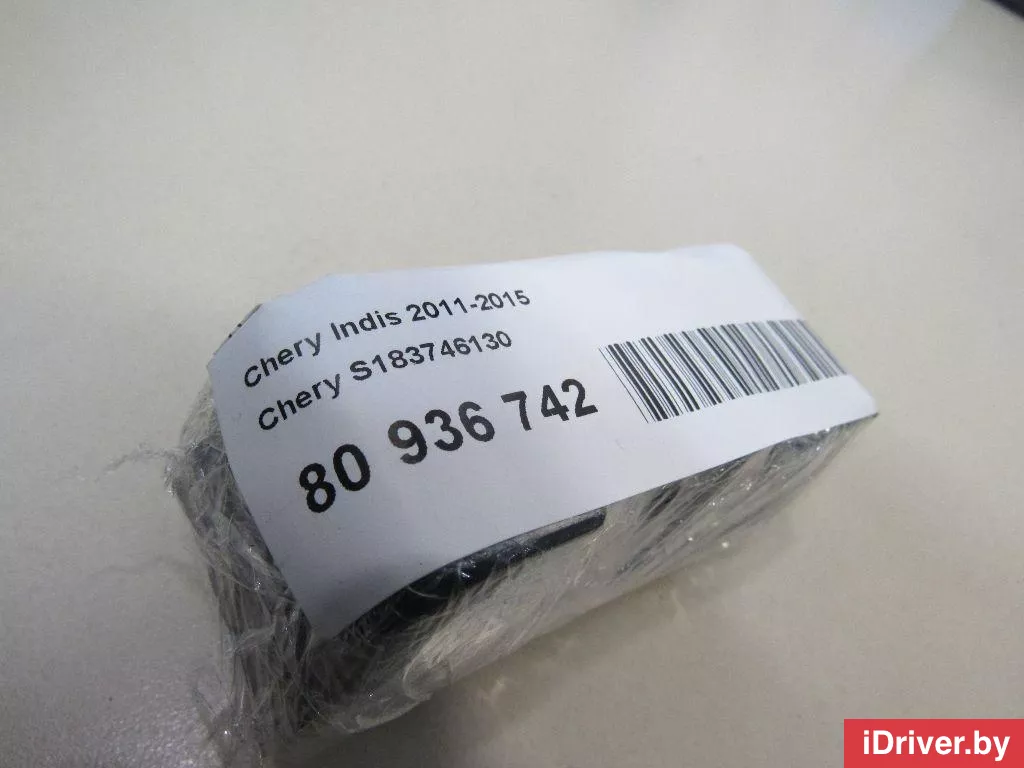 Chery Indis 2011-2015
Chery S183746130
80 936 742
iDriver.by